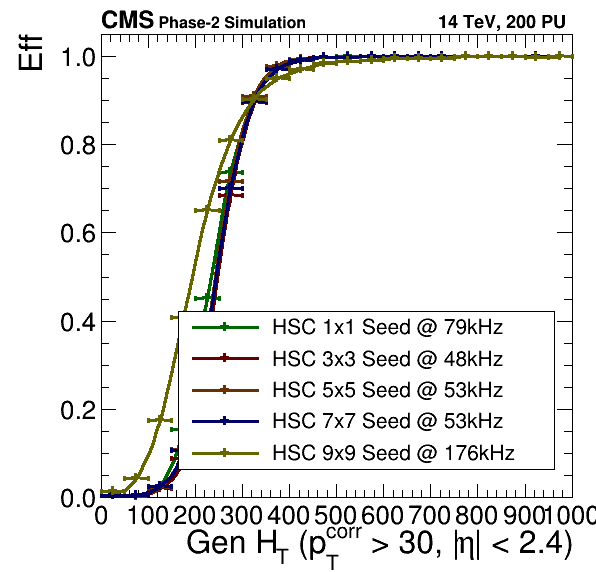 CMS Phase-2 Simulation 14 TeV, 200 PU
Eff
1.0
0.8
0.6
0.4
0.2
0.0
HSC 1x1 Seed @ 79kHz
HSC 3x3 Seed @ 48kHz
HSC 5x5 Seed @ 53kHz
HSC 7x7 Seed @ 53kHz
HSC 9x9 Seed @ 176kHz
0 100 200 300 400 500 600 700 800 900 1000
Gen H_T (p_T^corr > 30, |η| < 2.4)